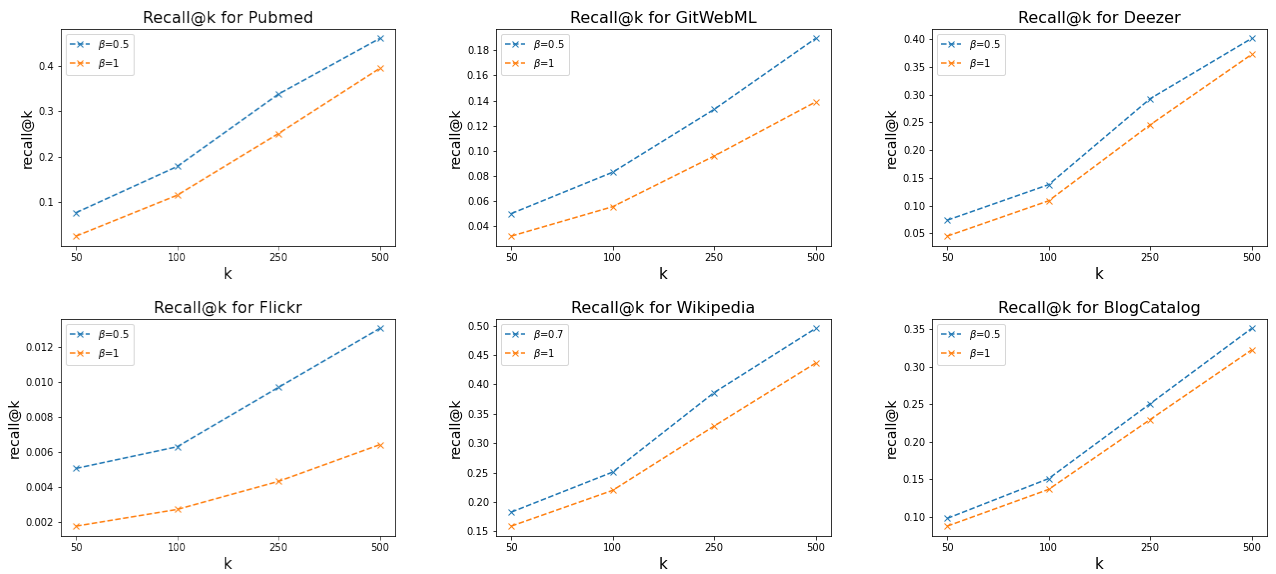 Recall@k for Pubmed
β=0.5
β=1
0.4
0.3
0.2
0.1
recall@k
50 100 250 500
k
Recall@k for GitWebML
β=0.5
β=1
0.18
0.16
0.14
0.12
0.10
0.08
0.06
0.04
recall@k
50 100 250 500
k
Recall@k for Deezer
β=0.5
β=1
0.40
0.35
0.30
0.25
0.20
0.15
0.10
0.05
recall@k
50 100 250 500
k
Recall@k for Flickr
β=0.5
β=1
0.012
0.010
0.008
0.006
0.004
0.002
recall@k
50 100 250 500
k
Recall@k for Wikipedia
β=0.7
β=1
0.50
0.45
0.40
0.35
0.30
0.25
0.20
0.15
recall@k
50 100 250 500
k
Recall@k for BlogCatalog
β=0.5
β=1
0.35
0.30
0.25
0.20
0.15
0.10
recall@k
50 100 250 500
k